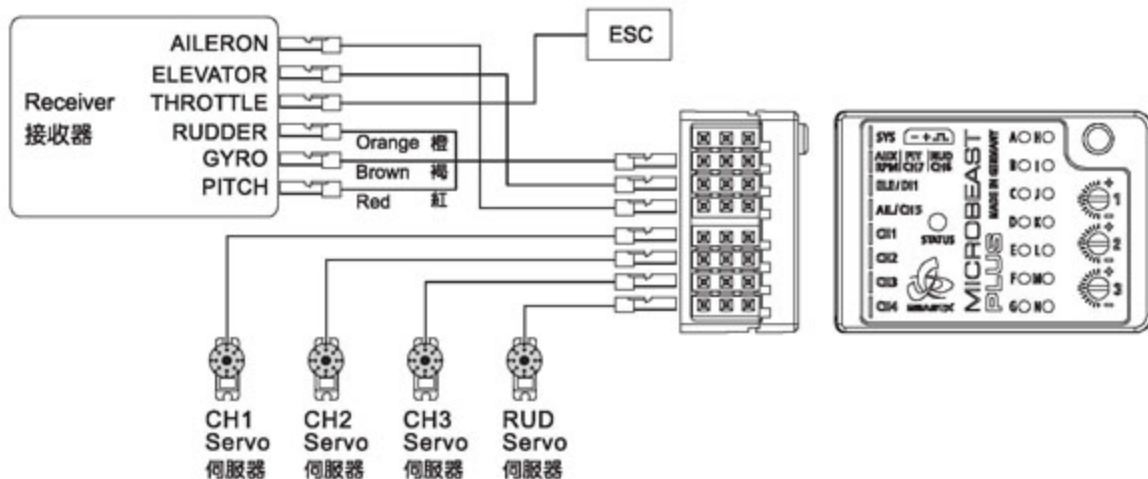 AILERON
ELEVATOR
THROTTLE
RUDDER
GYRO
PITCH
Receiver
接收器
ESC
Orange 橙
Brown 褐
Red 紅
CH1
Servo
伺服器
CH2
Servo
伺服器
CH3
Servo
伺服器
RUD
Servo
伺服器
SYS
AUX PIT RUD
RPM CH7 CH6
ELE/DI1
AIL/CH5
CH1
CH2
CH3
CH4
STATUS
MICROBEAST
PLUS
MADE IN GERMANY
A H
B I
C J
D K
E L
F M
G N
1
2
3